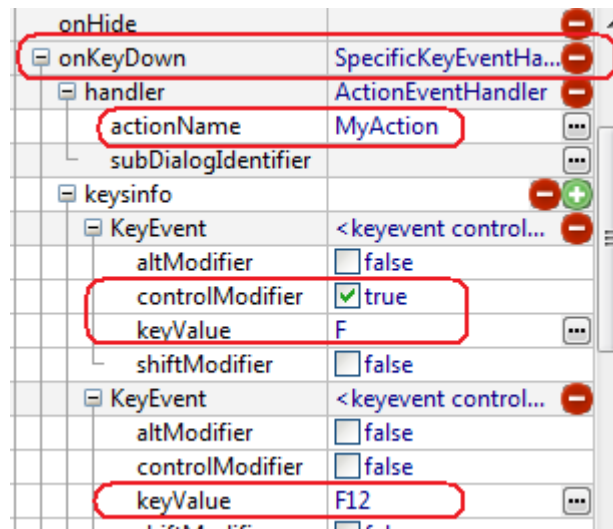 onHide
onKeyDown SpecificKeyEventHa...
handler ActionEventHandler
actionName MyAction
subDialogIdentifier
keysinfo
KeyEvent <keyevent control...
altModifier false
controlModifier true
keyValue F
shiftModifier false
KeyEvent <keyevent control...
altModifier false
controlModifier false
keyValue F12